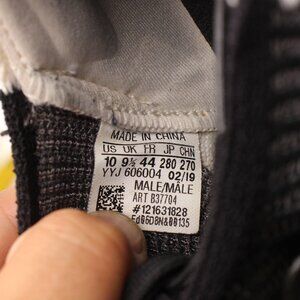 MADE IN CHINA
US UK FR JP CHN
10 9½ 44 280 270
YYJ 606004 02/19
MALE/MÂLE
ART B37704
#121631828